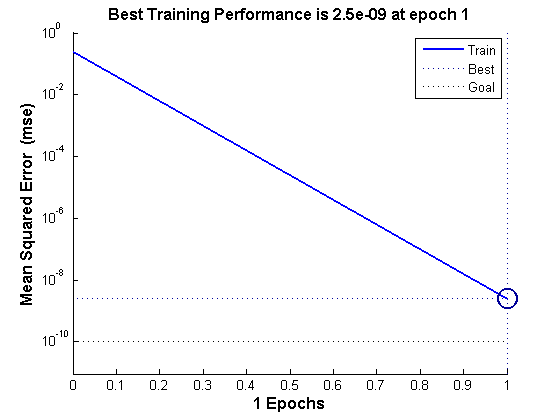 Best Training Performance is 2.5e-09 at epoch 1
Train
Best
Goal
Mean Squared Error (mse)
10^0
10^-2
10^-4
10^-6
10^-8
10^-10
0 0.1 0.2 0.3 0.4 0.5 0.6 0.7 0.8 0.9 1
1 Epochs